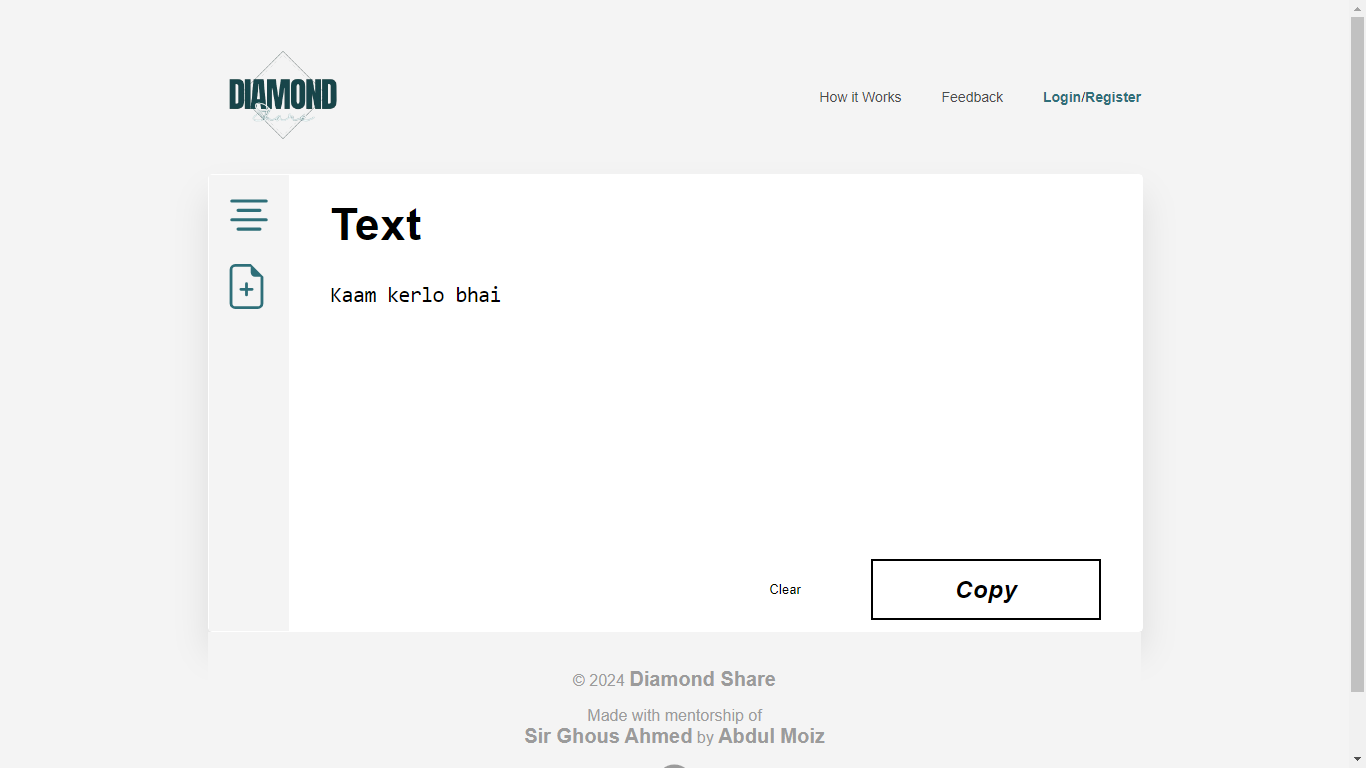 DIAMOND
Share
How it Works
Feedback
Login/Register
Text
Kaam kerlo bhai
Clear
Copy
© 2024 Diamond Share
Made with mentorship of
Sir Ghous Ahmed by Abdul Moiz